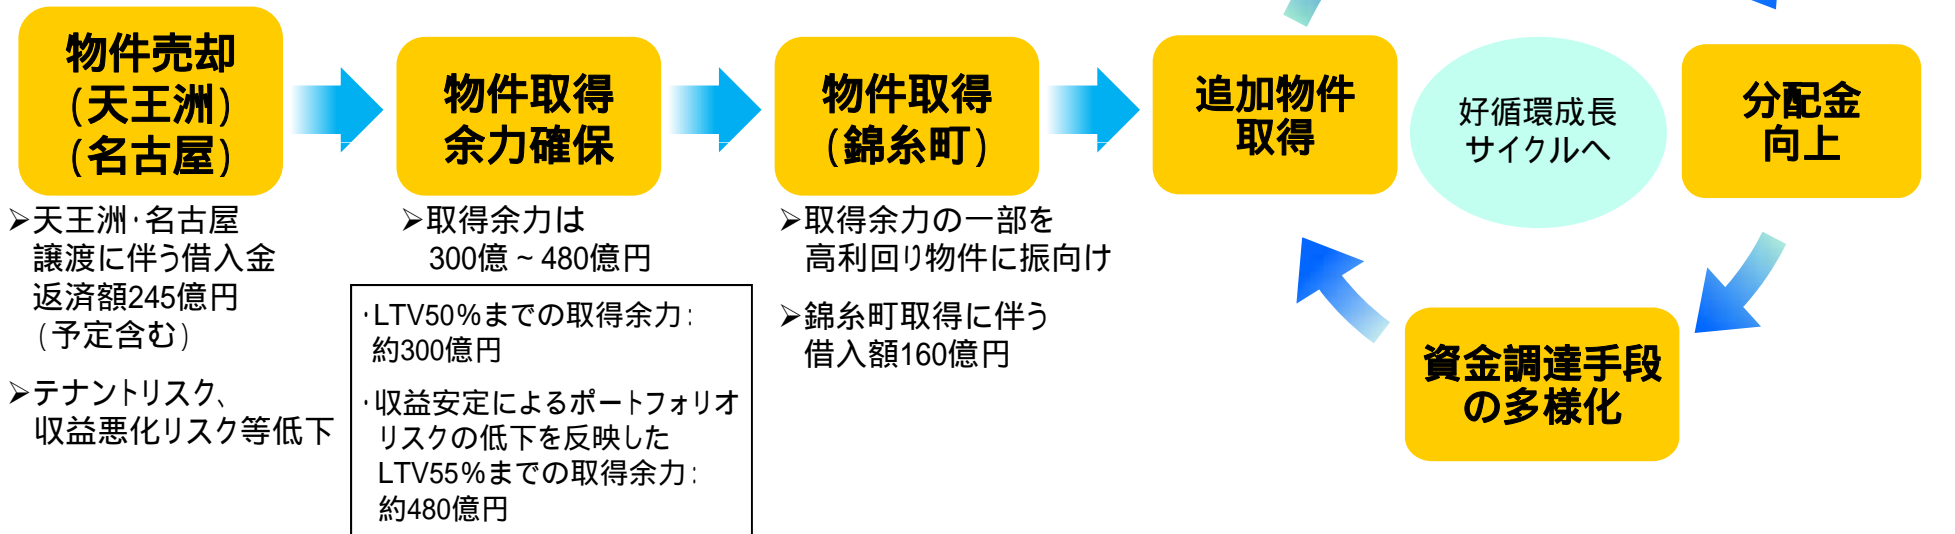 物件売却
(天王洲)
(名古屋)
➢天王洲・名古屋
譲渡に伴う借入金
返済額245億円
(予定含む)
➢テナントリスク、
収益悪化リスク等低下
物件取得
余力確保
➢取得余力は
300億~480億円
・LTV50%までの取得余力:
約300億円
・収益安定によるポートフォリオ
リスクの低下を反映した
LTV55%までの取得余力:
約480億円
物件取得
(錦糸町)
➢取得余力の一部を
高利回り物件に振向け
➢錦糸町取得に伴う
借入額160億円
追加物件
取得
好循環成長
サイクルへ
分配金
向上
資金調達手段
の多様化